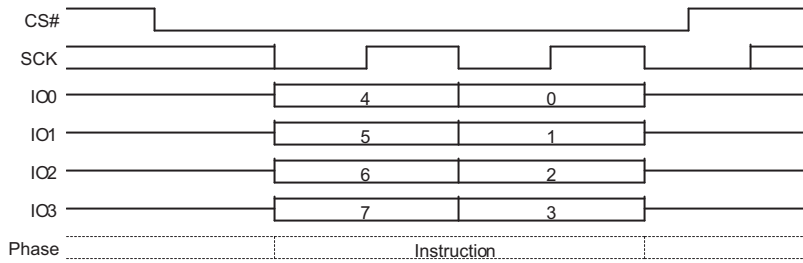 CS#
SCK
IO0 4 0
IO1 5 1
IO2 6 2
IO3 7 3
Phase Instruction